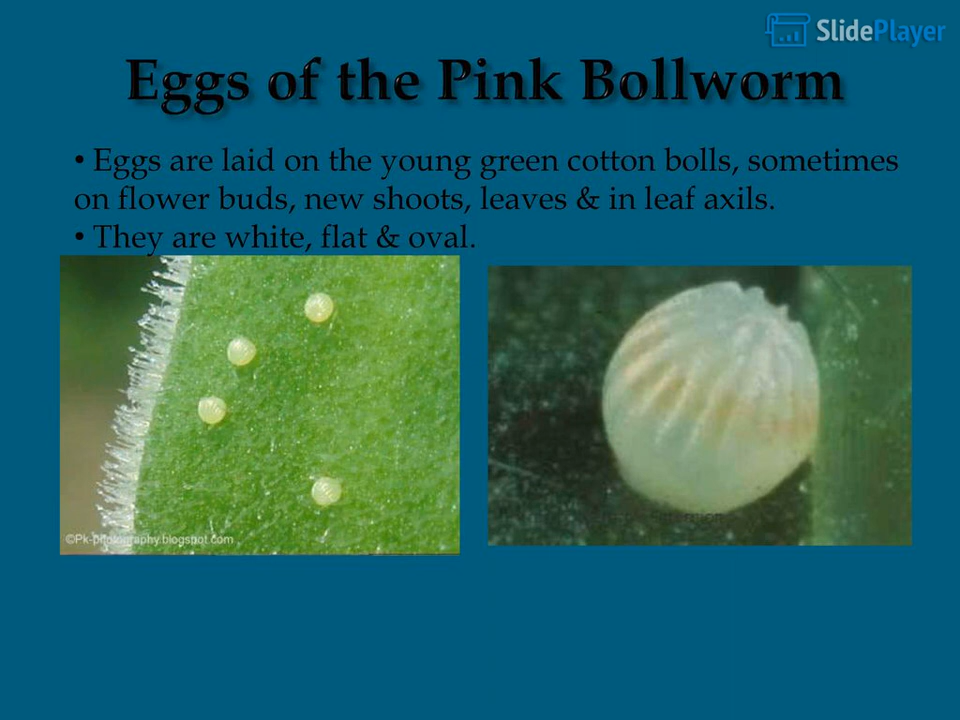 SlidePlayer
Eggs of the Pink Bollworm
• Eggs are laid on the young green cotton bolls, sometimes
on flower buds, new shoots, leaves & in leaf axils.
• They are white, flat & oval.
©Pk-photography.blogspot.com